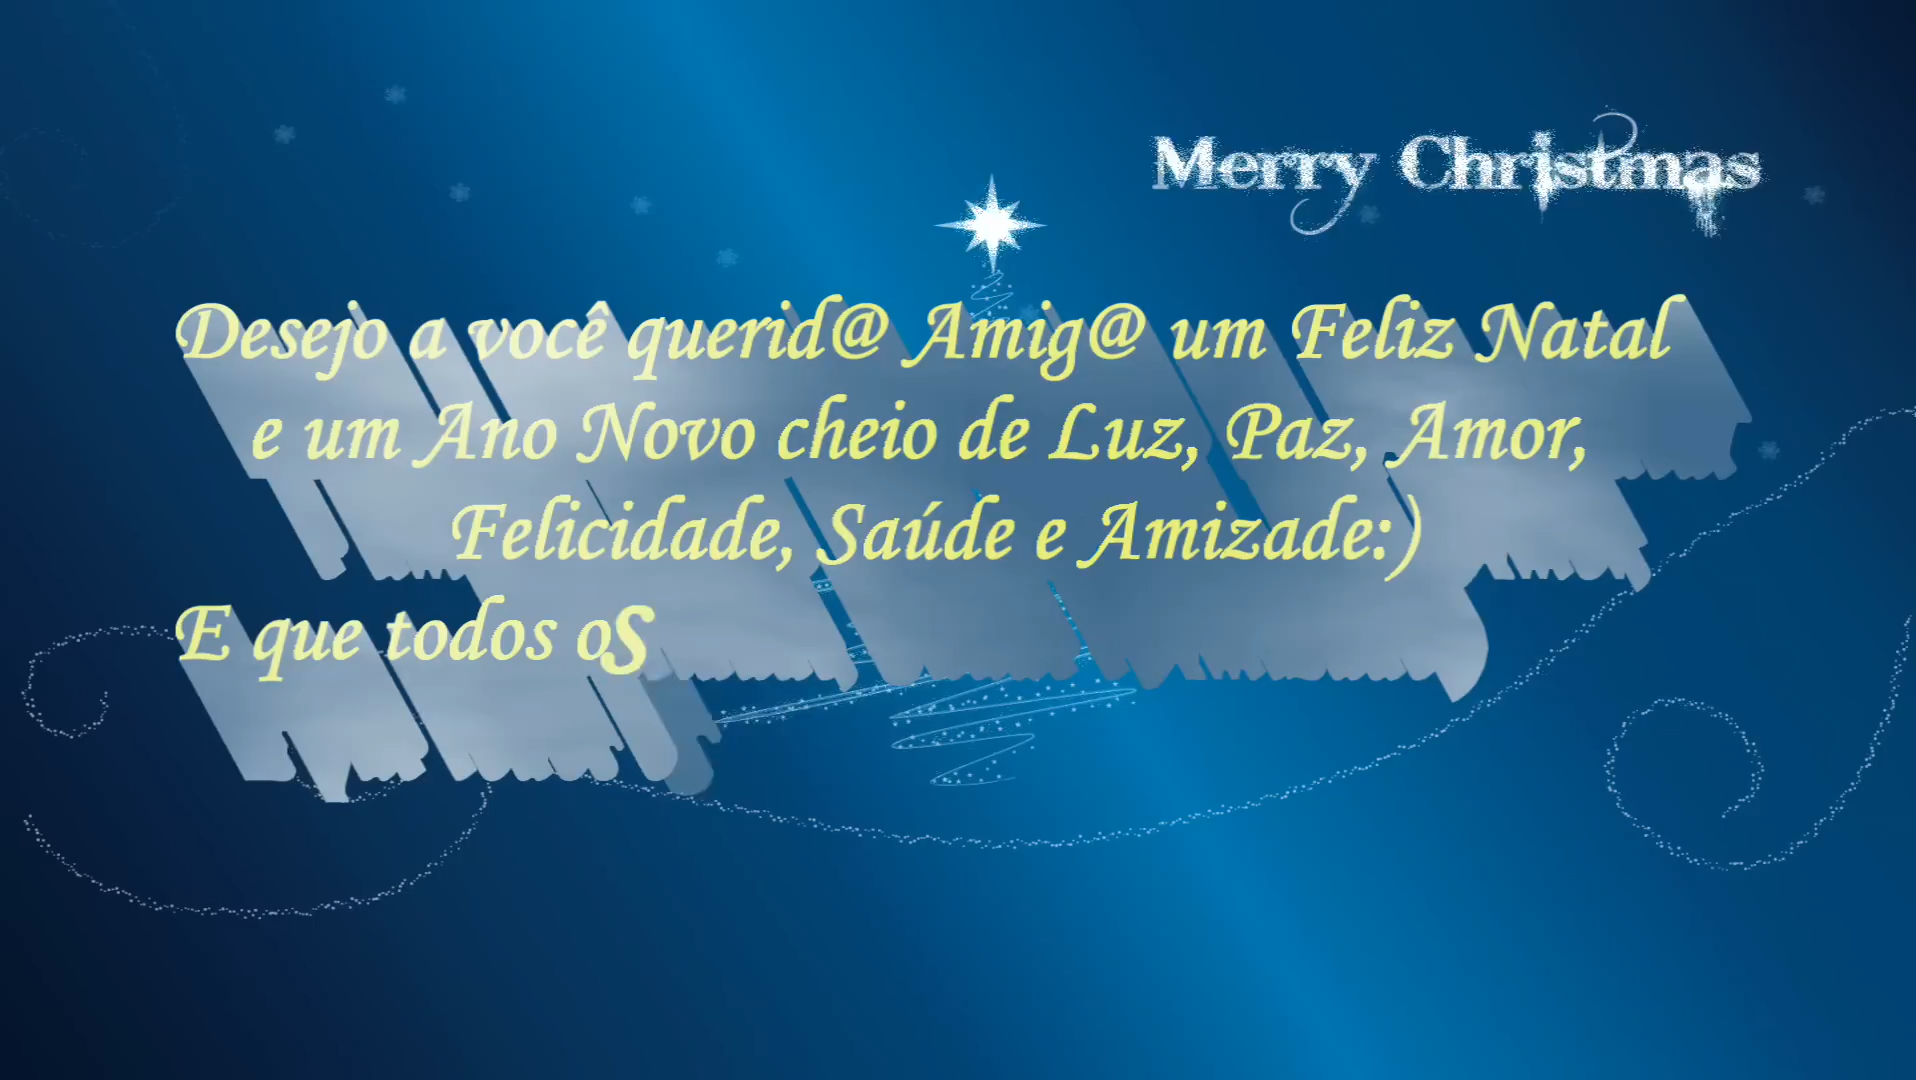 Merry Christmas
Desejo a você querid@ Amig@ um Feliz Natal
e um Ano Novo cheio de Luz, Paz, Amor,
Felicidade, Saúde e Amizade:)
E que todos os